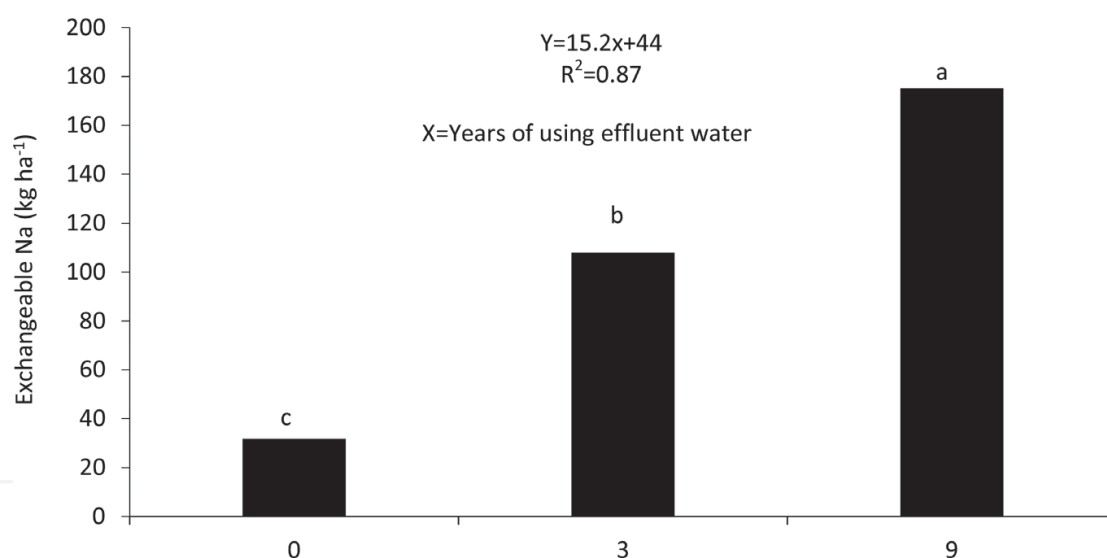 Y=15.2x+44
R²=0.87
X=Years of using effluent water
Exchangeable Na (kg ha⁻¹)
200
180
160
140
120
100
80
60
40
20
0
c
b
a
0
3
9